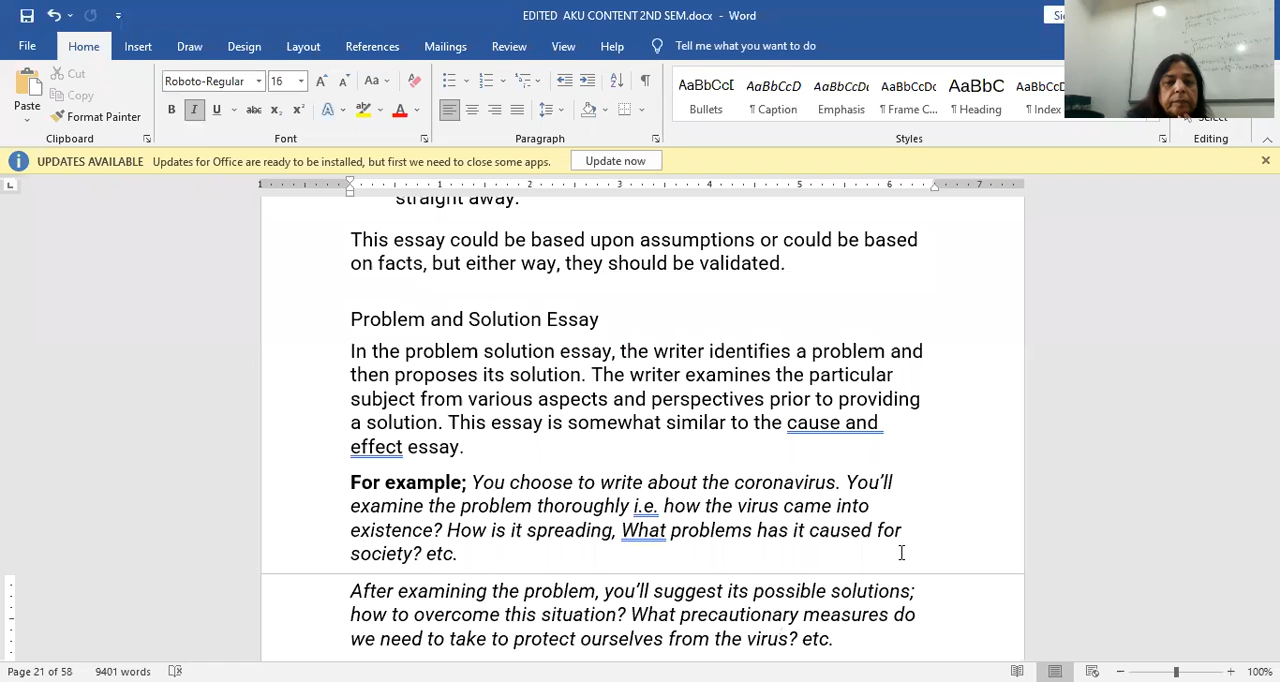 EDITED AKU CONTENT 2ND SEM.docx - Word
File Home Insert Draw Design Layout References Mailings Review View Help Tell me what you want to do
Paste
Cut
Copy
Format Painter
Clipboard
Roboto-Regular 16
Font
Paragraph
AaBbCcI AaBbCcD AaBbCcDı AaBbCcDc AaBbC AaBbCcD
Bullets ¶ Caption Emphasis ¶ Frame C... ¶ Heading ¶ Index
Styles
Select
Editing
UPDATES AVAILABLE Updates for Office are ready to be installed, but first we need to close some apps. Update now
1 1 2 3 4 5 6 7
straight away.
This essay could be based upon assumptions or could be based
on facts, but either way, they should be validated.
Problem and Solution Essay
In the problem solution essay, the writer identifies a problem and
then proposes its solution. The writer examines the particular
subject from various aspects and perspectives prior to providing
a solution. This essay is somewhat similar to the cause and
effect essay.
For example; You choose to write about the coronavirus. You’ll
examine the problem thoroughly i.e. how the virus came into
existence? How is it spreading, What problems has it caused for
society? etc.
After examining the problem, you’ll suggest its possible solutions;
how to overcome this situation? What precautionary measures do
we need to take to protect ourselves from the virus? etc.
Page 21 of 58 9401 words 100%